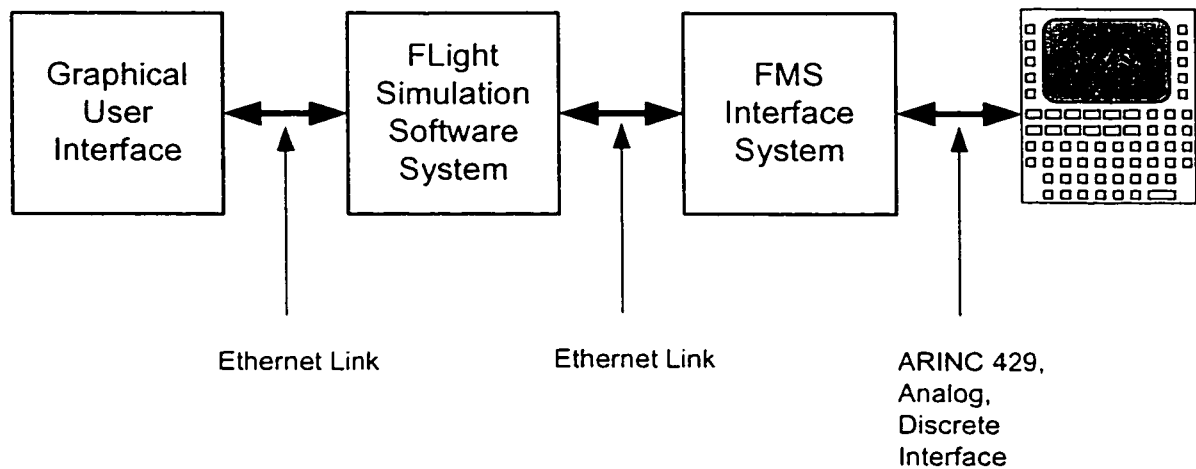 Graphical
User
Interface
FLight
Simulation
Software
System
FMS
Interface
System
Ethernet Link
Ethernet Link
ARINC 429,
Analog,
Discrete
Interface